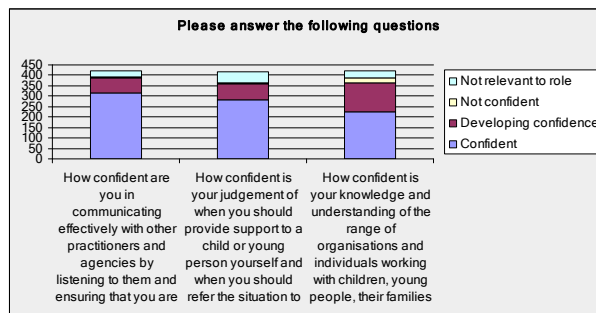 Please answer the following questions
450
400
350
300
250
200
150
100
50
0
Not relevant to role
Not confident
Developing confidence
Confident
How confident are
you in
communicating
effectively with other
practitioners and
agencies by
listening to them and
ensuring that you are
How confident is
your judgement of
when you should
provide support to a
child or young
person yourself and
when you should
refer the situation to
How confident is
your knowledge and
understanding of the
range of
organisations and
individuals working
with children, young
people, their families